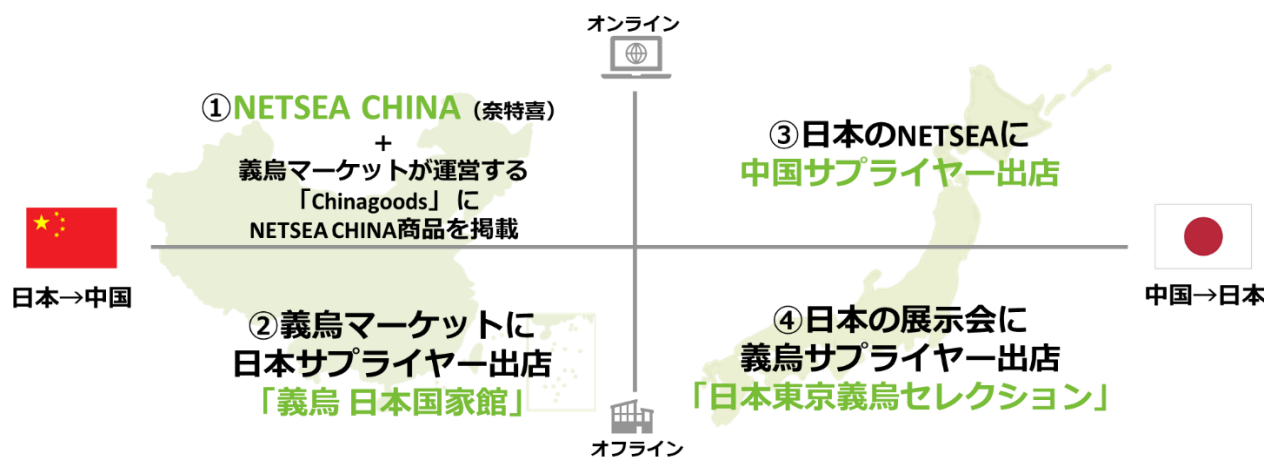 オンライン
①NETSEA CHINA（奈特喜）
+
義烏マーケットが運営する
「Chinagoods」に
NETSEA CHINA商品を掲載
③日本のNETSEAに
中国サプライヤー出店
日本→中国
中国→日本
②義烏マーケットに
日本サプライヤー出店
「義烏 日本国家館」
④日本の展示会に
義烏サプライヤー出店
「日本東京義烏セレクション」
オフライン